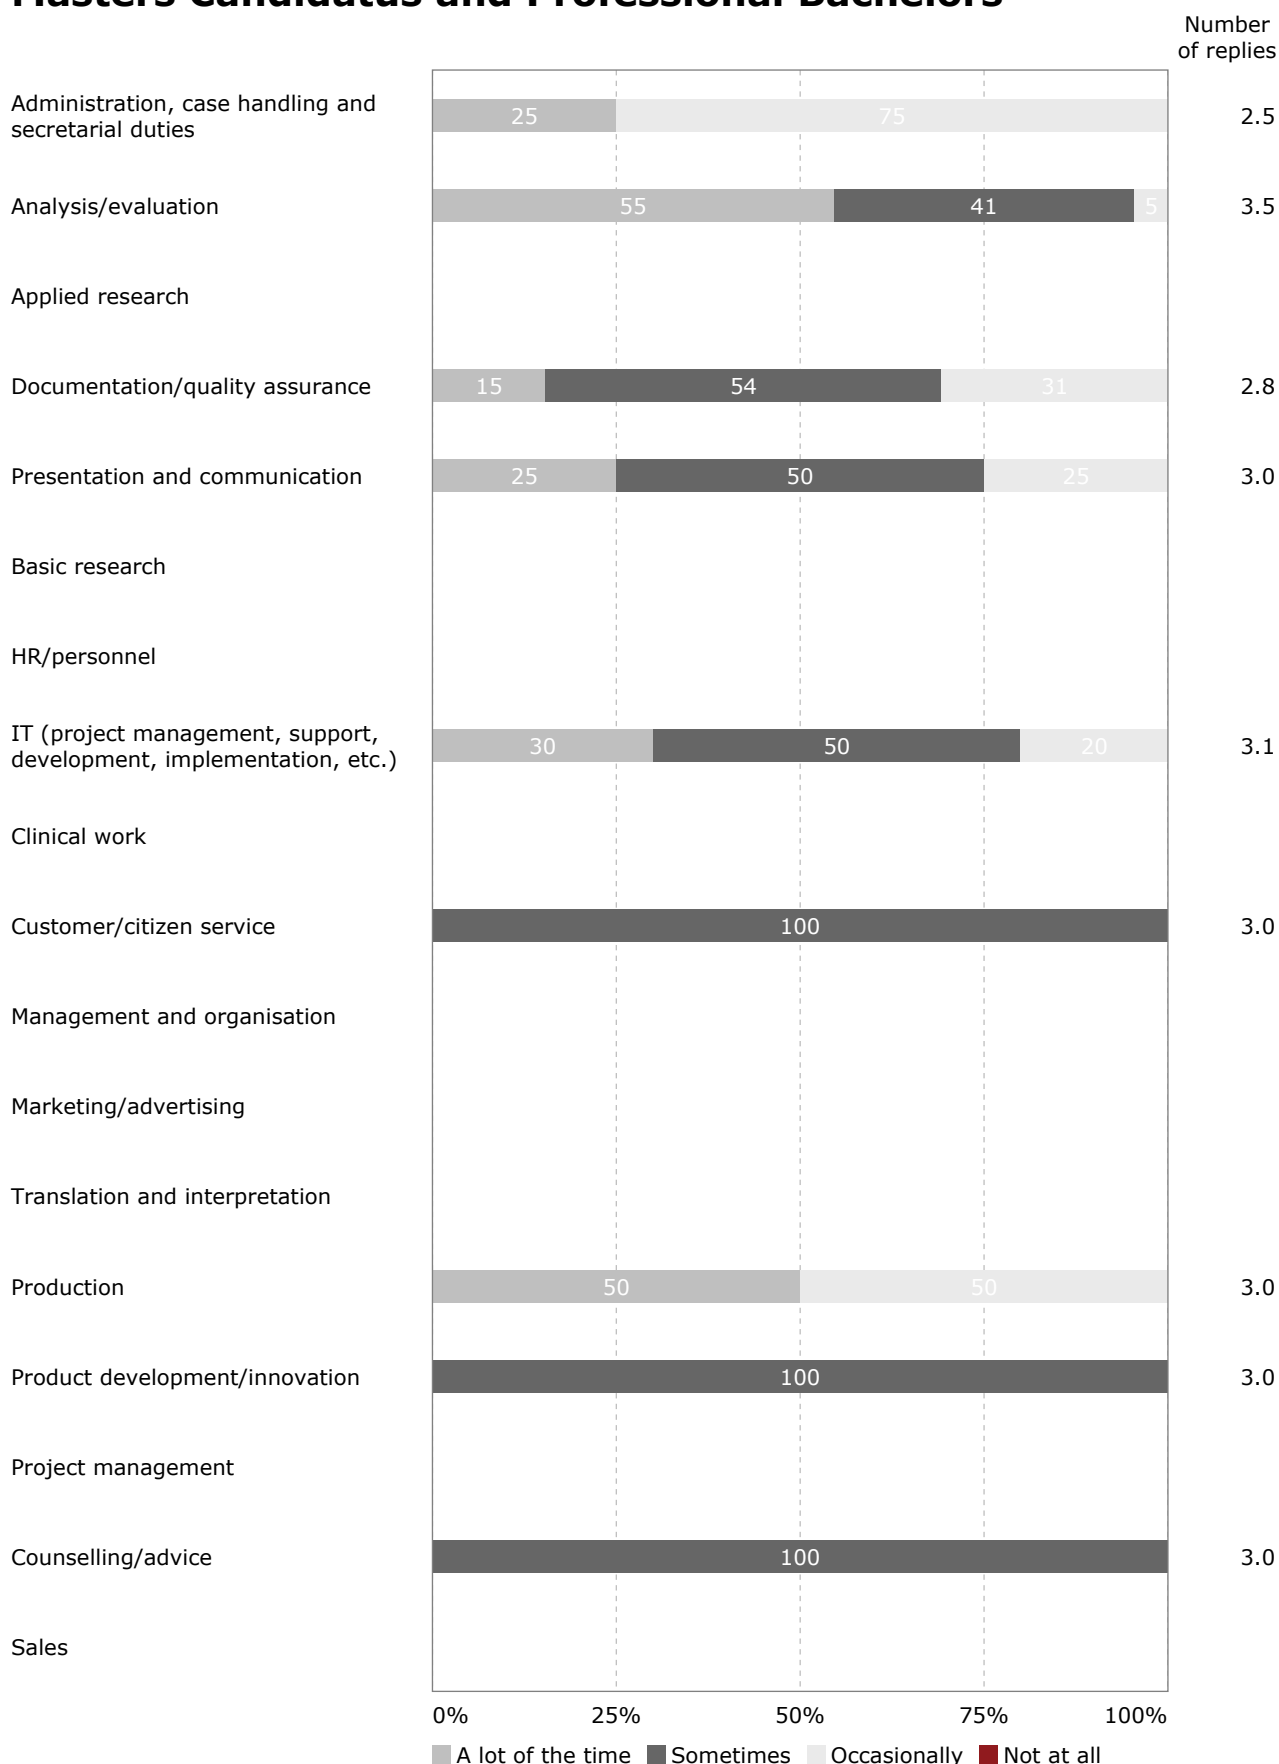 Masters Candidatus and Professional Bachelors
Number
of replies
Administration, case handling and
secretarial duties
25 75 2.5
Analysis/evaluation 55 41 5 3.5
Applied research
Documentation/quality assurance 15 54 31 2.8
Presentation and communication 25 50 25 3.0
Basic research
HR/personnel
IT (project management, support,
development, implementation, etc.)
30 50 20 3.1
Clinical work
Customer/citizen service 100 3.0
Management and organisation
Marketing/advertising
Translation and interpretation
Production 50 50 3.0
Product development/innovation 100 3.0
Project management
Counselling/advice 100 3.0
Sales
0% 25% 50% 75% 100%
A lot of the time Sometimes Occasionally Not at all